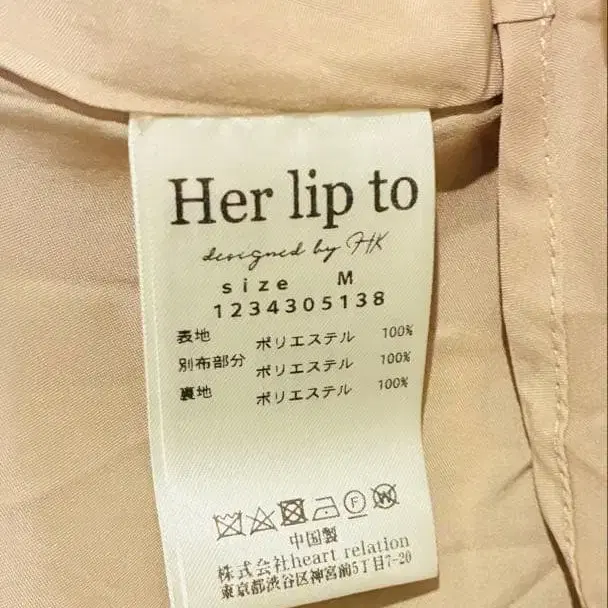 Her lip to
designed by HK
size M
1234305138
表地 ポリエステル 100%
別布部分 ポリエステル 100%
裏地 ポリエステル 100%
F W
中国製
株式会社heart relation
東京都渋谷区神宮前5丁目7-20